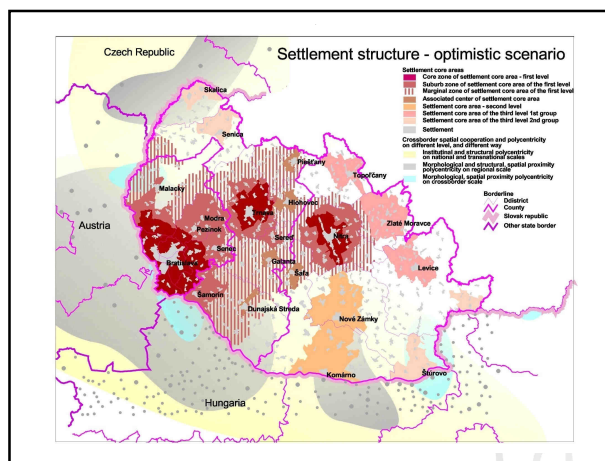 Czech Republic
Settlement structure - optimistic scenario
Settlement core areas
Core zone of settlement core area - first level
Suburb zone of settlement core area of the first level
Marginal zone of settlement core area of the first level
Associated center of settlement core area
Settlement core area - second level
Settlement core area of the third level 1st group
Settlement core area of the third level 2nd group
Settlement
Crossborder spatial cooperation and polycentricity
on different level, and different way
Institutional and structural polycentricity
on national and transnational scales
Morphological and structural, spatial proximity
polycentricity on regional scale
Morphological, spatial proximity polycentricity
on crossborder scale
Borderline
Ddistrict
County
Slovak republic
Other state border
Skalica
Senica
Piešťany
Topoľčany
Malacky
Hlohovec
Modra
Trnava
Zlaté Moravce
Pezinok
Austria
Sereď
Nitra
Senec
Bratislava
Galanta
Šaľa
Levice
Šamorín
Dunajská Streda
Nové Zámky
Komárno
Štúrovo
Hungaria